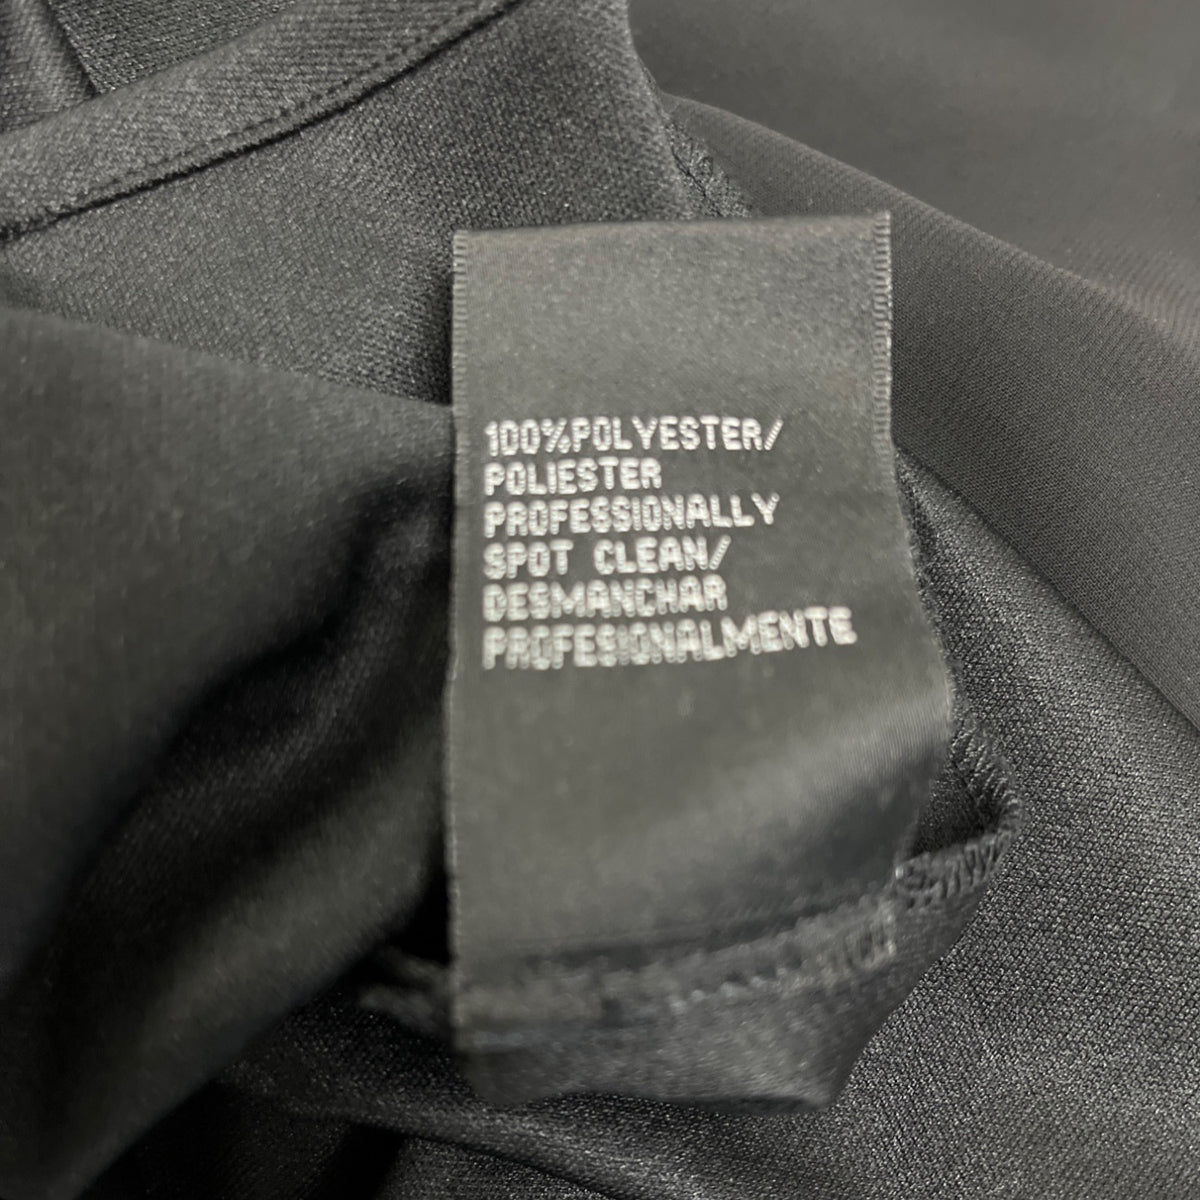 100%POLYESTER/
POLIESTER
PROFESSIONALLY
SPOT CLEAN/
DESMANCHAR
PROFESIONALMENTE